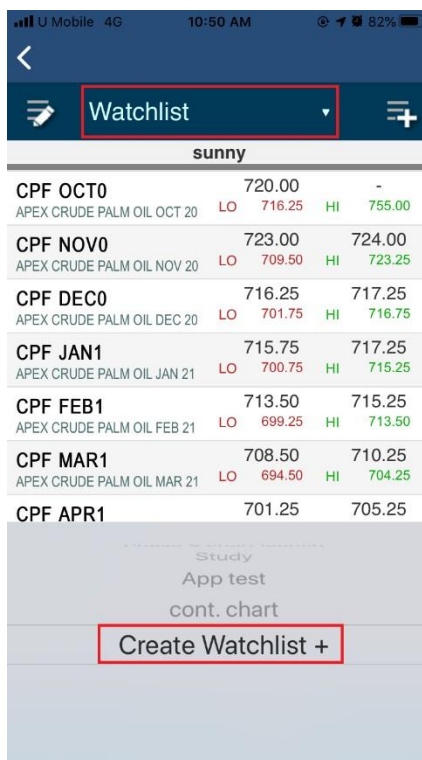 U Mobile 4G 10:50 AM 82%
Watchlist
sunny
CPF OCT0 720.00 -
APEX CRUDE PALM OIL OCT 20 LO 716.25 HI 755.00
CPF NOV0 723.00 724.00
APEX CRUDE PALM OIL NOV 20 LO 709.50 HI 723.25
CPF DEC0 716.25 717.25
APEX CRUDE PALM OIL DEC 20 LO 701.75 HI 716.75
CPF JAN1 715.75 717.25
APEX CRUDE PALM OIL JAN 21 LO 700.75 HI 715.25
CPF FEB1 713.50 715.25
APEX CRUDE PALM OIL FEB 21 LO 699.25 HI 713.50
CPF MAR1 708.50 710.25
APEX CRUDE PALM OIL MAR 21 LO 694.50 HI 704.25
CPF APR1 701.25 705.25
Study
App test
cont. chart
Create Watchlist +